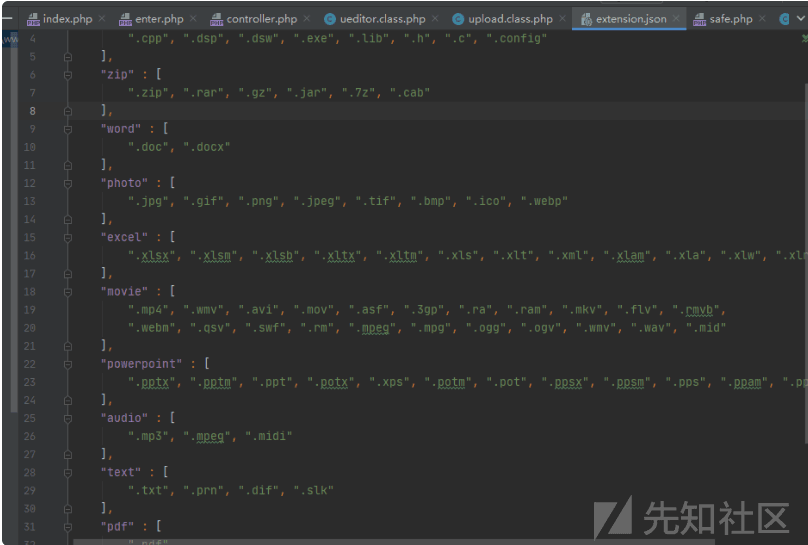 index.php enter.php controller.php ueditor.class.php upload.class.php extension.json safe.php
4 ".cpp", ".dsp", ".dsw", ".exe", ".lib", ".h", ".c", ".config"
5 ],
6 "zip" : [
7 ".zip", ".rar", ".gz", ".jar", ".7z", ".cab"
8 ],
9 "word" : [
10 ".doc", ".docx"
11 ],
12 "photo" : [
13 ".jpg", ".gif", ".png", ".jpeg", ".tif", ".bmp", ".ico", ".webp"
14 ],
15 "excel" : [
16 ".xlsx", ".xlsm", ".xlsb", ".xltx", ".xltm", ".xls", ".xlt", ".xml", ".xlam", ".xla", ".xlw",
17 ],
18 "movie" : [
19 ".mp4", ".wmv", ".avi", ".mov", ".asf", ".3gp", ".ra", ".ram", ".mkv", ".flv", ".rmvb",
20 ".webm", ".qsv", ".swf", ".rm", ".mpeg", ".mpg", ".ogg", ".ogv", ".wmv", ".wav", ".mid"
21 ],
22 "powerpoint" : [
23 ".pptx", ".pptm", ".ppt", ".potx", ".xps", ".potm", ".pot", ".ppsx", ".ppsm", ".pps", ".ppam",
24 ],
25 "audio" : [
26 ".mp3", ".mpeg", ".midi"
27 ],
28 "text" : [
29 ".txt", ".prn", ".dif", ".slk"
30 ],
31 "pdf" : [
先知社区